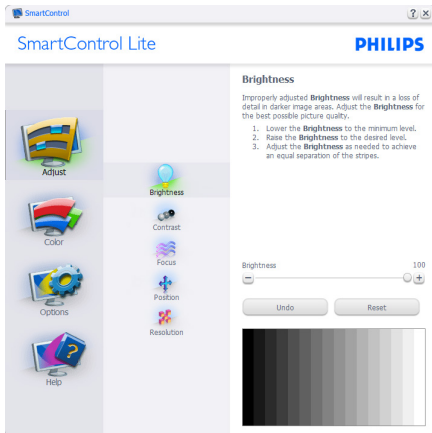 SmartControl
SmartControl Lite
PHILIPS
Adjust
Color
Options
Help
Brightness
Contrast
Focus
Position
Resolution
Brightness
Improperly adjusted Brightness will result in a loss of
detail in darker image areas. Adjust the Brightness for
the best possible picture quality.
1. Lower the Brightness to the minimum level.
2. Raise the Brightness to the desired level.
3. Adjust the Brightness as needed to achieve
an equal separation of the stripes.
Brightness 100
Undo Reset